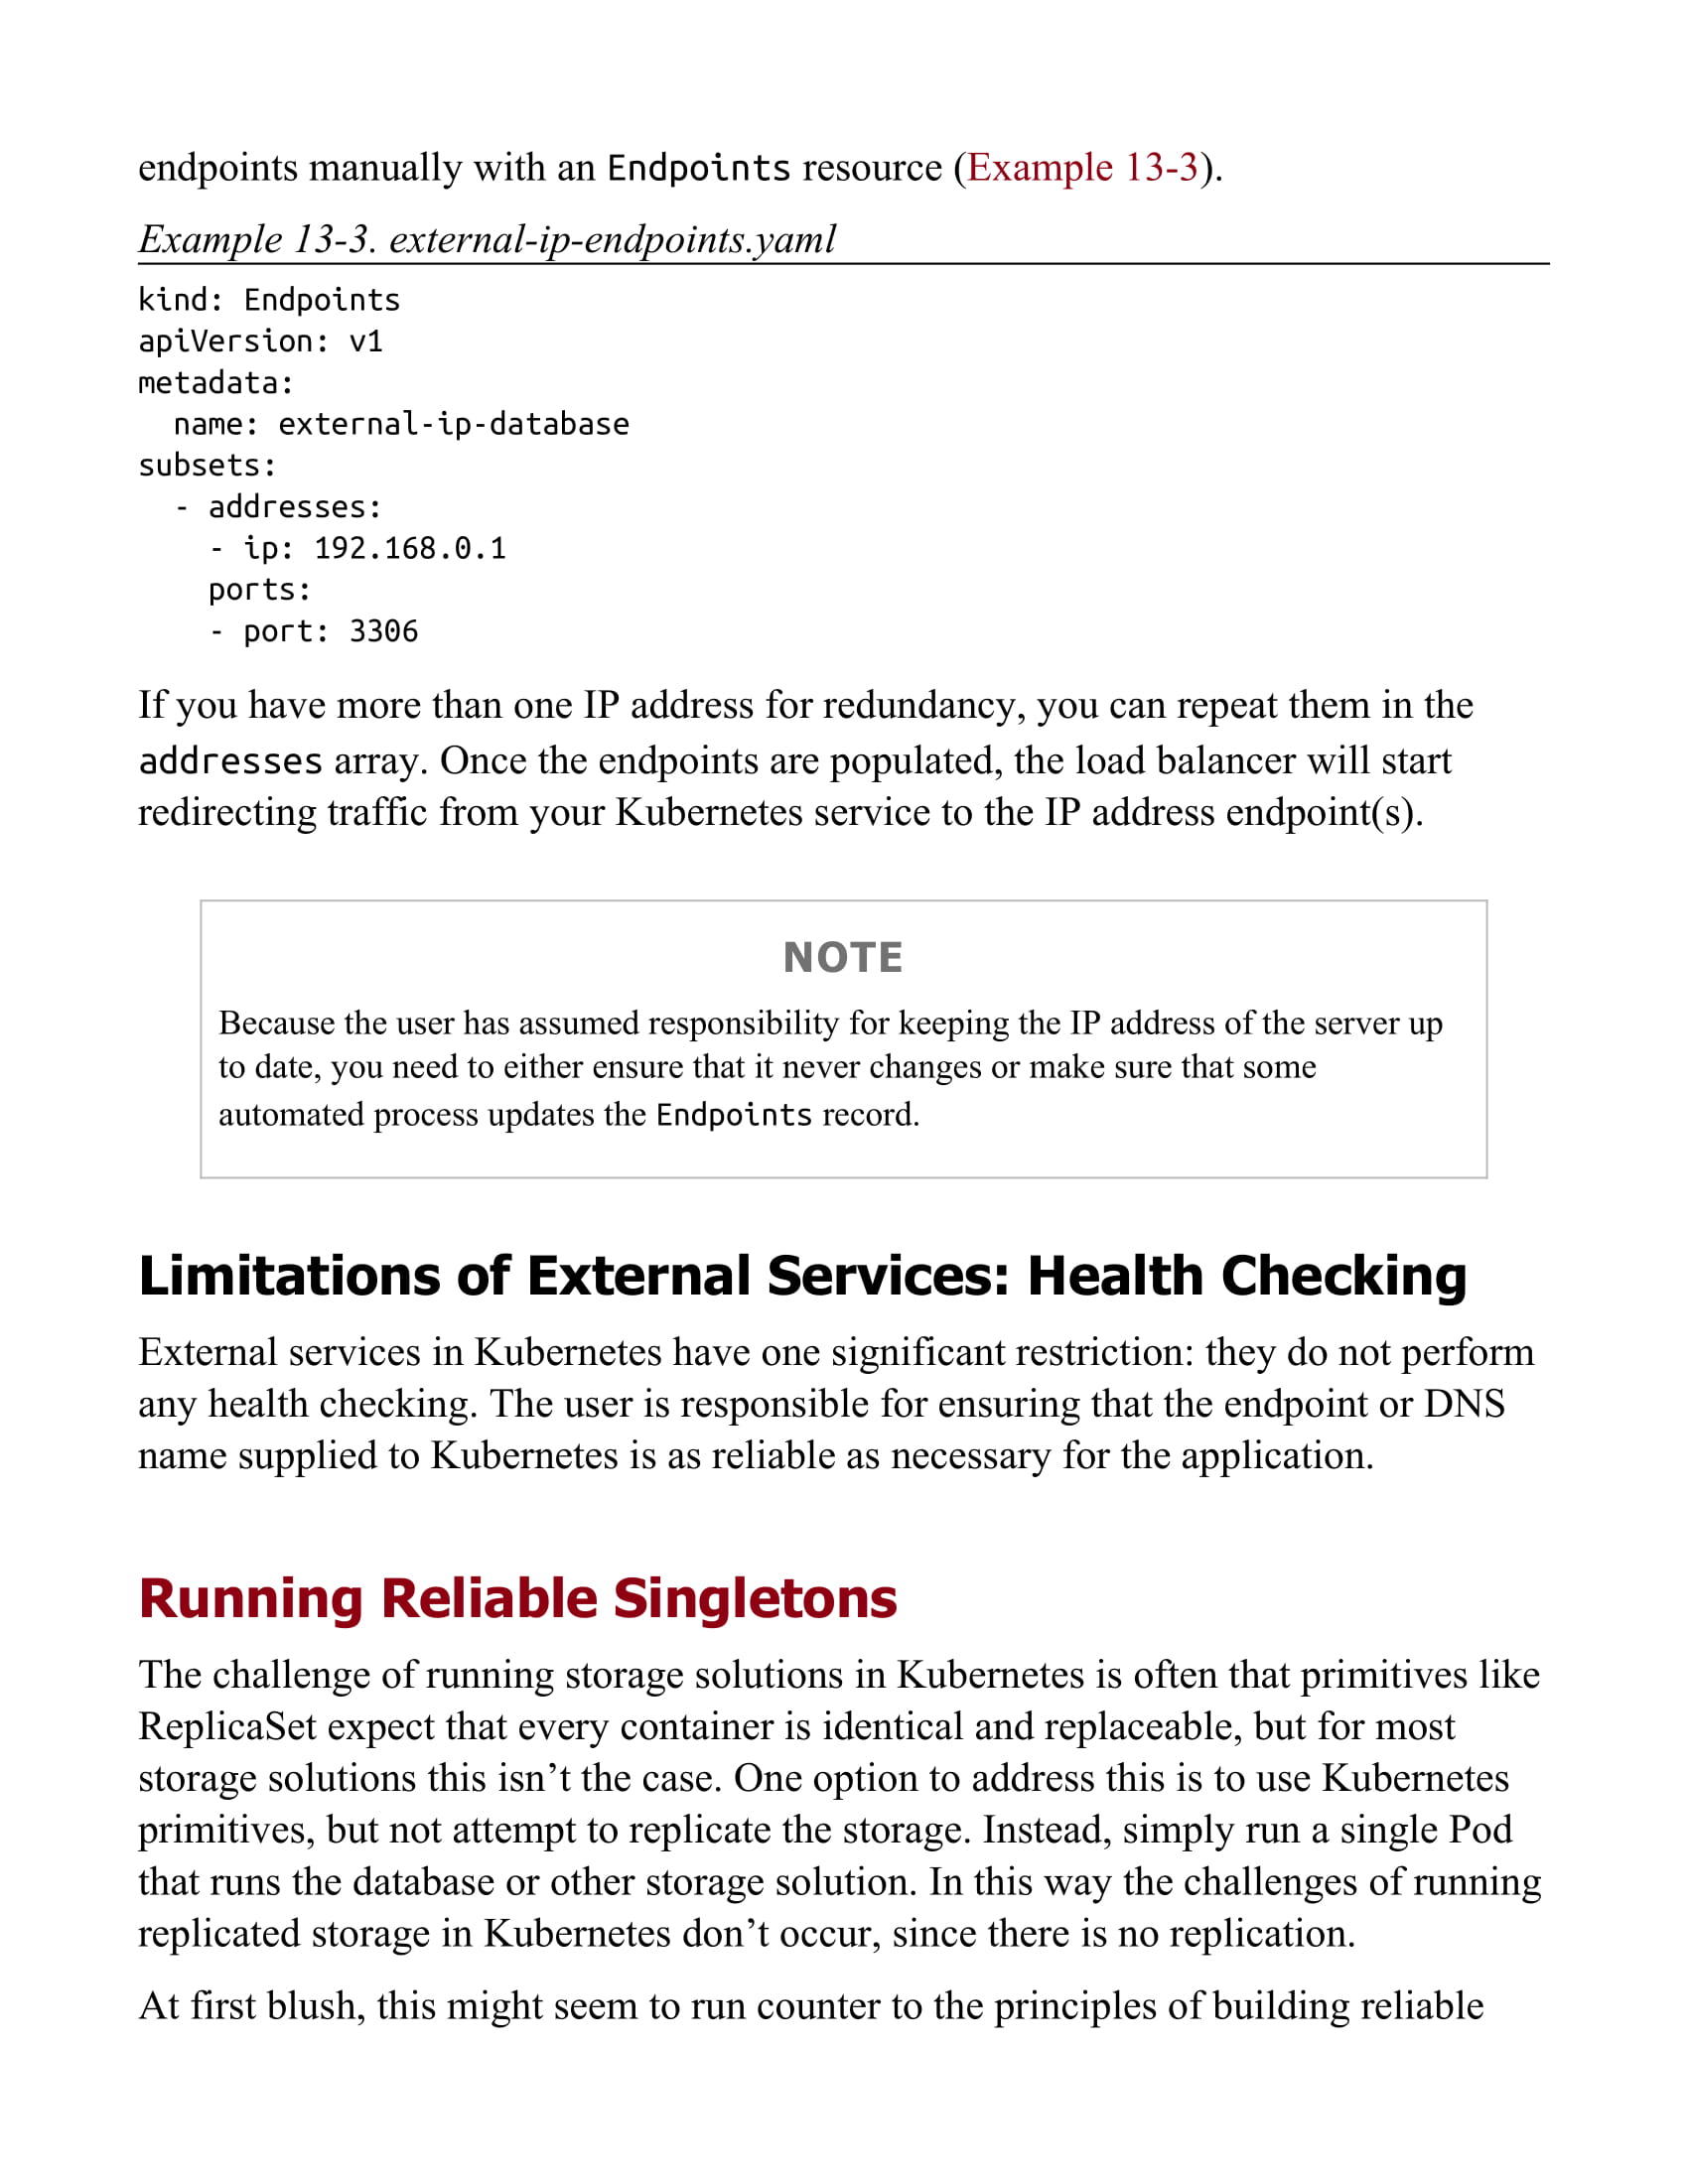 endpoints manually with an Endpoints resource (Example 13-3).
Example 13-3. external-ip-endpoints.yaml
kind: Endpoints
apiVersion: v1
metadata:
  name: external-ip-database
subsets:
  - addresses:
    - ip: 192.168.0.1
    ports:
    - port: 3306
If you have more than one IP address for redundancy, you can repeat them in the
addresses array. Once the endpoints are populated, the load balancer will start
redirecting traffic from your Kubernetes service to the IP address endpoint(s).
NOTE
Because the user has assumed responsibility for keeping the IP address of the server up
to date, you need to either ensure that it never changes or make sure that some
automated process updates the Endpoints record.
Limitations of External Services: Health Checking
External services in Kubernetes have one significant restriction: they do not perform
any health checking. The user is responsible for ensuring that the endpoint or DNS
name supplied to Kubernetes is as reliable as necessary for the application.
Running Reliable Singletons
The challenge of running storage solutions in Kubernetes is often that primitives like
ReplicaSet expect that every container is identical and replaceable, but for most
storage solutions this isn’t the case. One option to address this is to use Kubernetes
primitives, but not attempt to replicate the storage. Instead, simply run a single Pod
that runs the database or other storage solution. In this way the challenges of running
replicated storage in Kubernetes don’t occur, since there is no replication.
At first blush, this might seem to run counter to the principles of building reliable